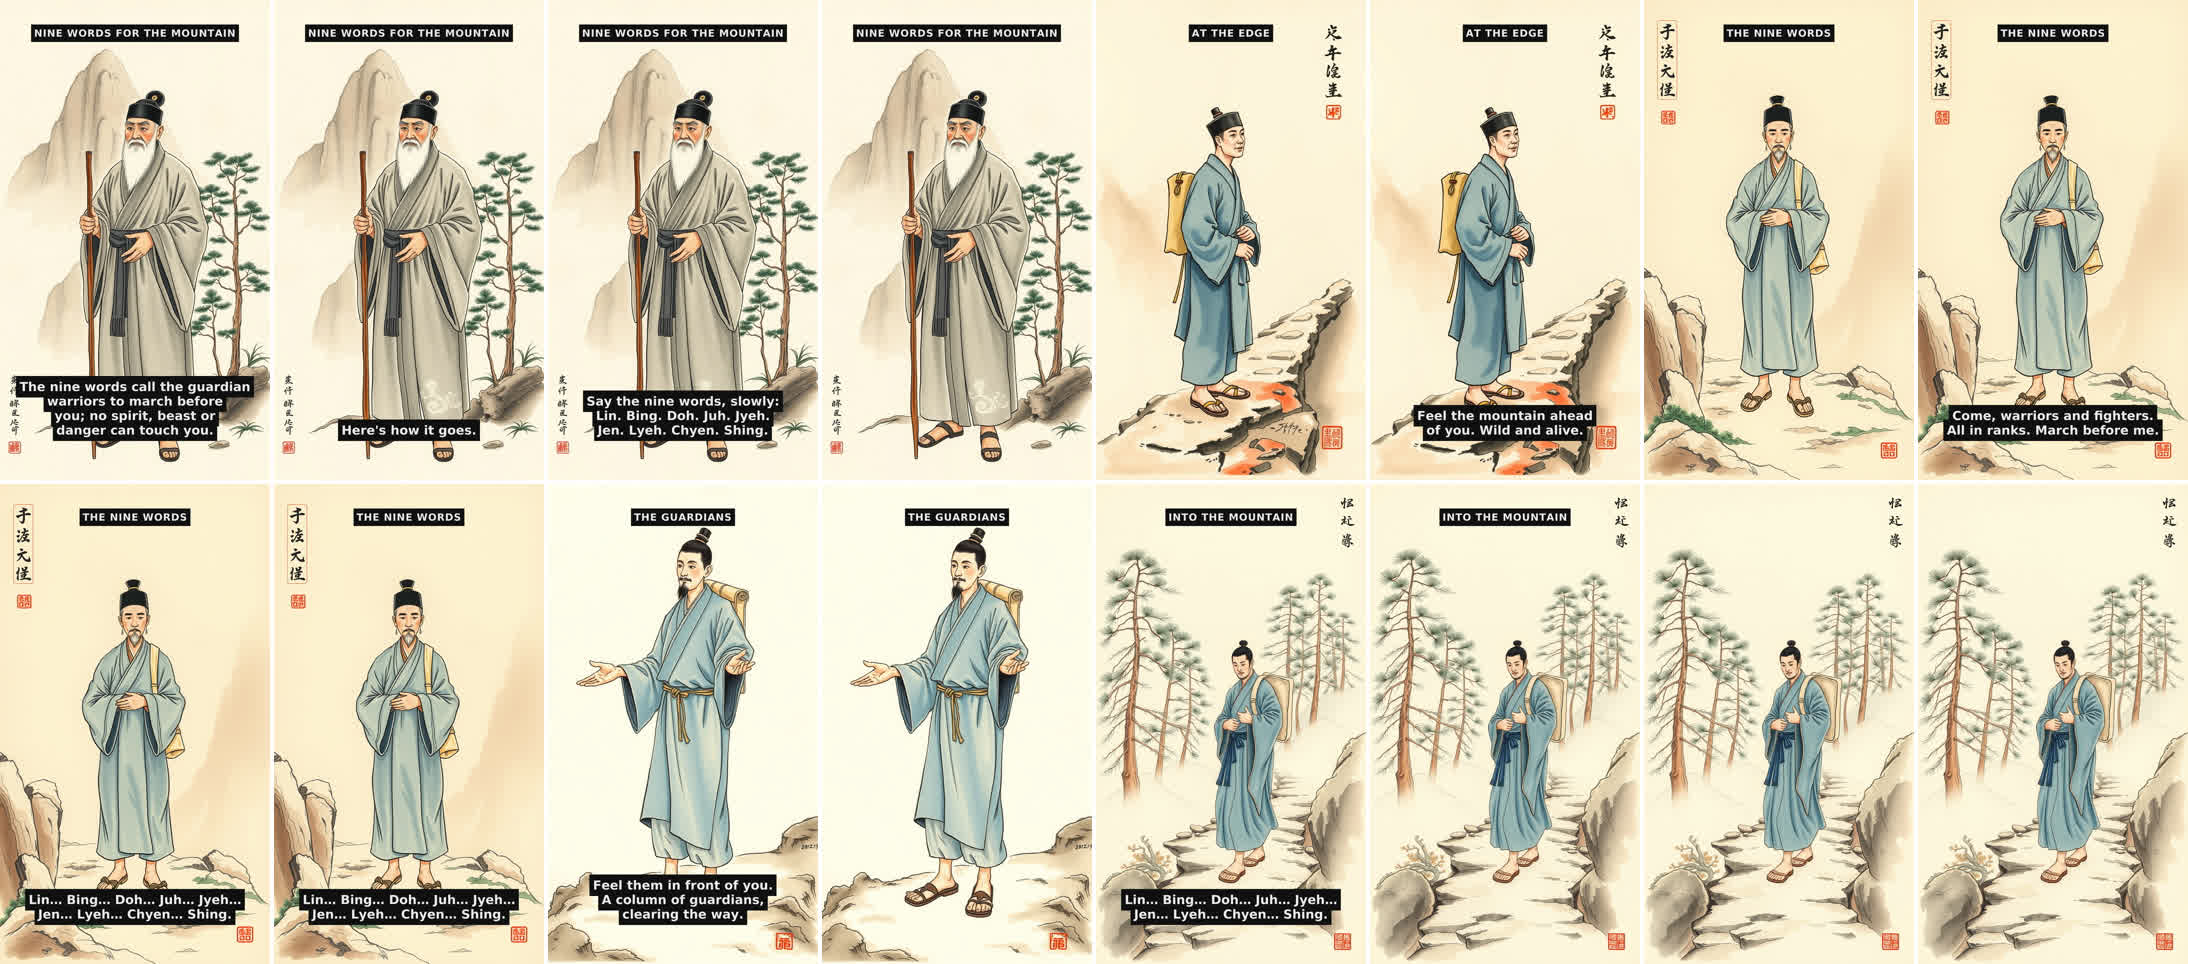 NINE WORDS FOR THE MOUNTAIN
The nine words call the guardian
warriors to march before
you; no spirit, beast or
danger can touch you.
NINE WORDS FOR THE MOUNTAIN
Here's how it goes.
NINE WORDS FOR THE MOUNTAIN
Say the nine words, slowly:
Lin. Bing. Doh. Juh. Jyeh.
Jen. Lyeh. Chyen. Shing.
NINE WORDS FOR THE MOUNTAIN
AT THE EDGE
AT THE EDGE
Feel the mountain ahead
of you. Wild and alive.
THE NINE WORDS
THE NINE WORDS
Come, warriors and fighters.
All in ranks. March before me.
THE NINE WORDS
Lin... Bing... Doh... Juh... Jyeh...
Jen... Lyeh... Chyen... Shing.
THE NINE WORDS
Lin... Bing... Doh... Juh... Jyeh...
Jen... Lyeh... Chyen... Shing.
THE GUARDIANS
Feel them in front of you.
A column of guardians,
clearing the way.
THE GUARDIANS
INTO THE MOUNTAIN
Lin... Bing... Doh... Juh... Jyeh...
Jen... Lyeh... Chyen... Shing.
INTO THE MOUNTAIN